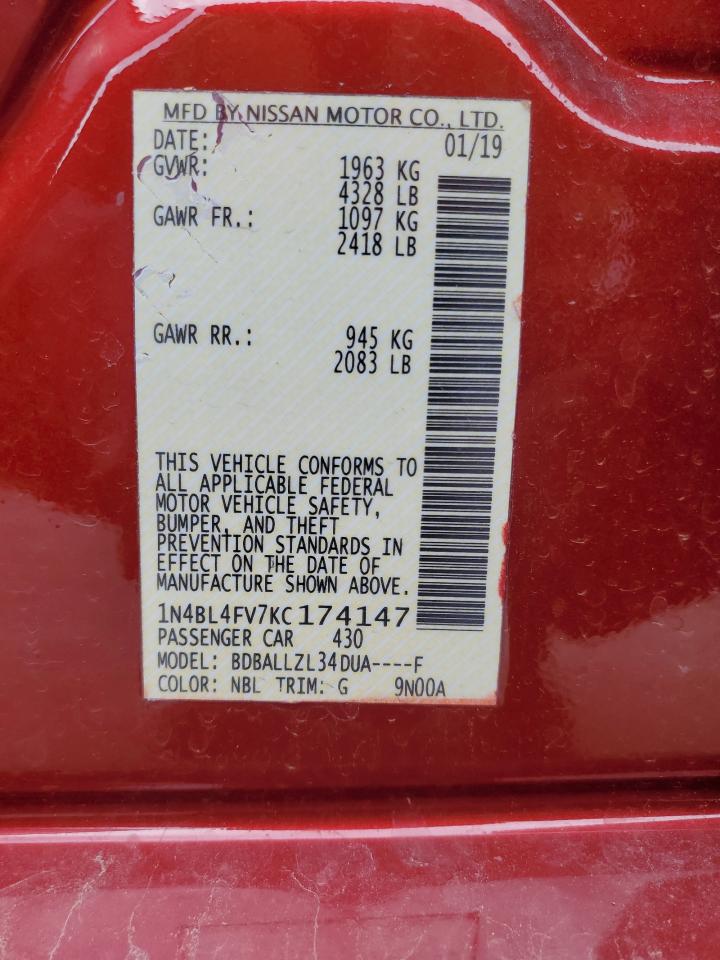 MFD BY NISSAN MOTOR CO., LTD.
DATE: 01/19
GVWR: 1963 KG
4328 LB
GAWR FR.: 1097 KG
2418 LB
GAWR RR.: 945 KG
2083 LB
THIS VEHICLE CONFORMS TO
ALL APPLICABLE FEDERAL
MOTOR VEHICLE SAFETY,
BUMPER, AND THEFT
PREVENTION STANDARDS IN
EFFECT ON THE DATE OF
MANUFACTURE SHOWN ABOVE.
1N4BL4FV7KC174147
PASSENGER CAR 430
MODEL: BDBALLZL34DUA----F
COLOR: NBL TRIM: G 9N00A